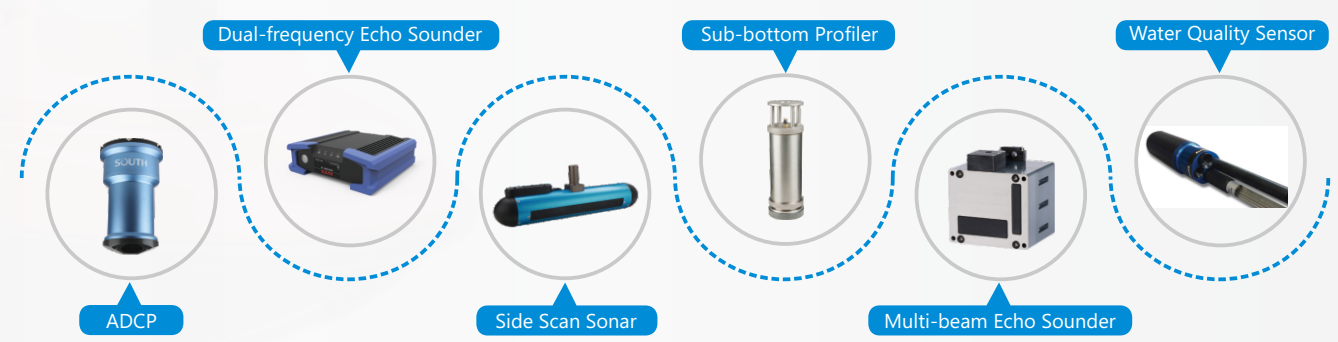 Dual-frequency Echo Sounder
Sub-bottom Profiler
Water Quality Sensor
SOUTH
ADCP
Side Scan Sonar
Multi-beam Echo Sounder